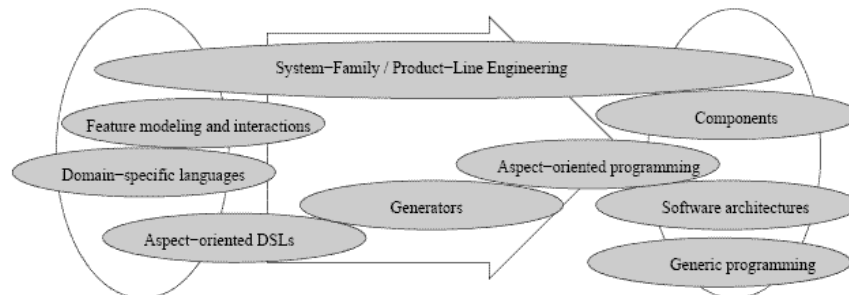 System-Family / Product-Line Engineering
Components
Feature modeling and interactions
Aspect-oriented programming
Domain-specific languages
Generators
Software architectures
Aspect-oriented DSLs
Generic programming